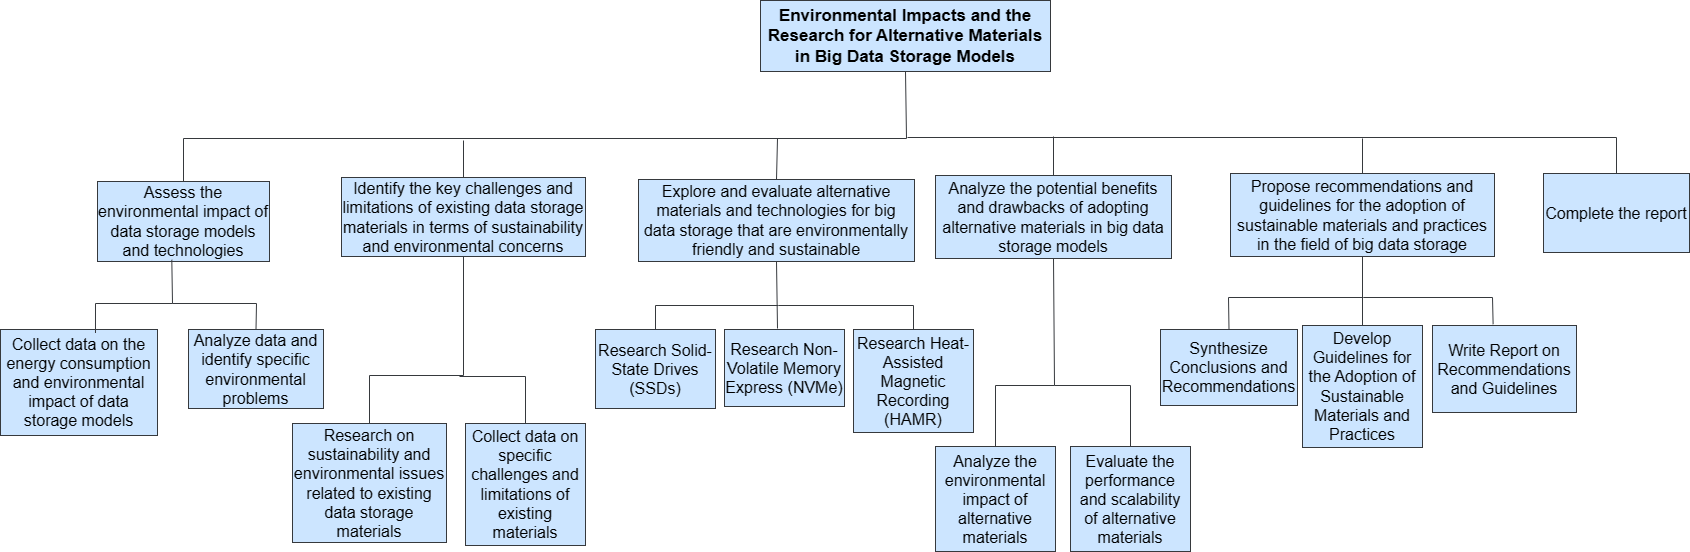 Environmental Impacts and the
Research for Alternative Materials
in Big Data Storage Models
Assess the
environmental impact of
data storage models
and technologies
Identify the key challenges and
limitations of existing data storage
materials in terms of sustainability
and environmental concerns
Explore and evaluate alternative
materials and technologies for big
data storage that are environmentally
friendly and sustainable
Analyze the potential benefits
and drawbacks of adopting
alternative materials in big data
storage models
Propose recommendations and
guidelines for the adoption of
sustainable materials and practices
in the field of big data storage
Complete the report
Collect data on the
energy consumption
and environmental
impact of data
storage models
Analyze data and
identify specific
environmental
problems
Research on
sustainability and
environmental issues
related to existing
data storage
materials
Collect data on
specific
challenges and
limitations of
existing
materials
Research Solid-
State Drives
(SSDs)
Research Non-
Volatile Memory
Express (NVMe)
Research Heat-
Assisted
Magnetic
Recording
(HAMR)
Analyze the
environmental
impact of
alternative
materials
Evaluate the
performance
and scalability
of alternative
materials
Synthesize
Conclusions and
Recommendations
Develop
Guidelines for
the Adoption of
Sustainable
Materials and
Practices
Write Report on
Recommendations
and Guidelines